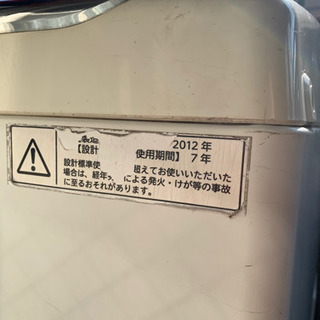 2012年
【設計 使用期間】7年
設計標準使 超えてお使いいただいた
場合は、経年 による発火・けが等の事故
に至るおそれがあります。